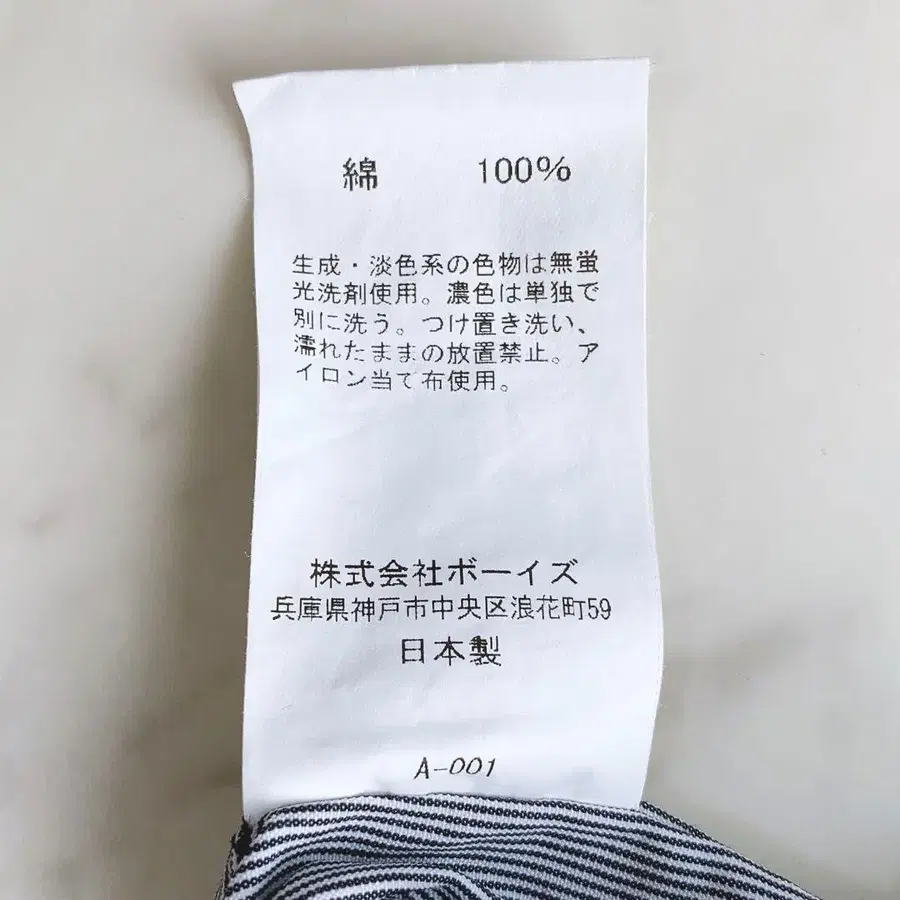 綿 100%
生成・淡色系の色物は無蛍
光洗剤使用。濃色は単独で
別に洗う。つけ置き洗い、
濡れたままの放置禁止。ア
イロン当て布使用。
株式会社ボーイズ
兵庫県神戸市中央区浪花町59
日本製
A-001